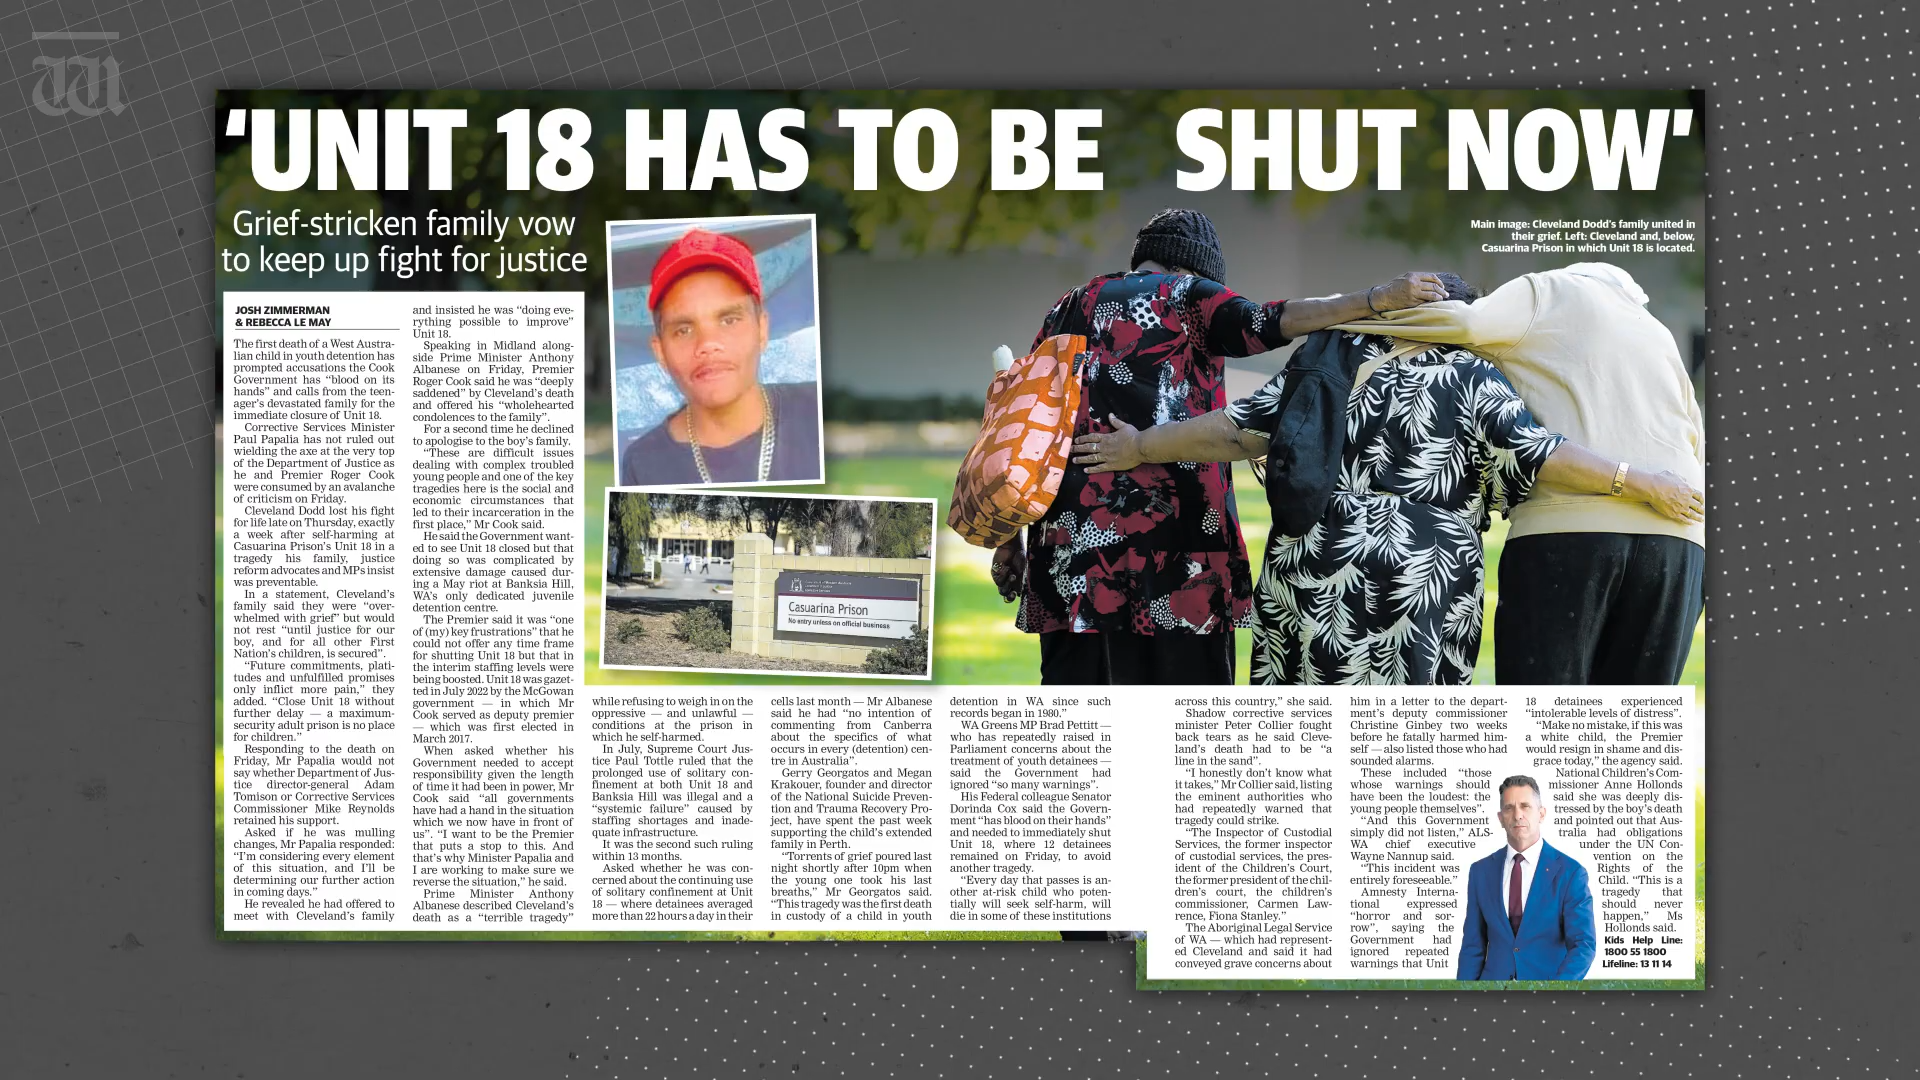 W
‘UNIT 18 HAS TO BE SHUT NOW’
Grief-stricken family vow
to keep up fight for justice
Main image: Cleveland Dodd’s family united in
their grief. Left: Cleveland and, below,
Casuarina Prison in which Unit 18 is located.
JOSH ZIMMERMAN
& REBECCA LE MAY
The first death of a West Austra-
lian child in youth detention has
prompted accusations the Cook
Government has “blood on its
hands” and calls from the teen-
ager’s devastated family for the
immediate closure of Unit 18.
Corrective Services Minister
Paul Papalia has not ruled out
wielding the axe at the very top
of the Department of Justice as
he and Premier Roger Cook
were consumed by an avalanche
of criticism on Friday.
Cleveland Dodd lost his fight
for life late on Thursday, exactly
a week after self-harming at
Casuarina Prison’s Unit 18 in a
tragedy his family, justice
reform advocates and MPs insist
was preventable.
In a statement, Cleveland’s
family said they were “over-
whelmed with grief” but would
not rest “until justice for our
boy, and for all other First
Nation’s children, is secured”.
“Future commitments, plati-
tudes and unfulfilled promises
only inflict more pain,” they
added. “Close Unit 18 without
further delay — a maximum-
security adult prison is no place
for children.”
Responding to the death on
Friday, Mr Papalia would not
say whether Department of Jus-
tice director-general Adam
Tomison or Corrective Services
Commissioner Mike Reynolds
retained his support.
Asked if he was mulling
changes, Mr Papalia responded:
“I’m considering every element
of this situation, and I’ll be
determining our further action
in coming days.”
He revealed he had offered to
meet with Cleveland’s family
and insisted he was “doing eve-
rything possible to improve”
Unit 18.
Speaking in Midland along-
side Prime Minister Anthony
Albanese on Friday, Premier
Roger Cook said he was “deeply
saddened” by Cleveland’s death
and offered his “wholehearted
condolences to the family”.
For a second time he declined
to apologise to the boy’s family.
“These are difficult issues
dealing with complex troubled
young people and one of the key
tragedies here is the social and
economic circumstances that
led to their incarceration in the
first place,” Mr Cook said.
He said the Government want-
ed to see Unit 18 closed but that
doing so was complicated by
extensive damage caused dur-
ing a May riot at Banksia Hill,
WA’s only dedicated juvenile
detention centre.
The Premier said it was “one
of (my) key frustrations” that he
could not offer any time frame
for shutting Unit 18 but that in
the interim staffing levels were
being boosted. Unit 18 was gazet-
ted in July 2022 by the McGowan
government — in which Mr
Cook served as deputy premier
— which was first elected in
March 2017.
When asked whether his
Government needed to accept
responsibility given the length
of time it had been in power, Mr
Cook said “all governments
have had a hand in the situation
which we now have in front of
us”. “I want to be the Premier
that puts a stop to this. And
that’s why Minister Papalia and
I are working to make sure we
reverse the situation,” he said.
Prime Minister Anthony
Albanese described Cleveland’s
death as a “terrible tragedy”
Casuarina Prison
No entry unless on official business
while refusing to weigh in on the
oppressive — and unlawful —
conditions at the prison in
which he self-harmed.
In July, Supreme Court Jus-
tice Paul Tottle ruled that the
prolonged use of solitary con-
finement at both Unit 18 and
Banksia Hill was illegal and a
“systemic failure” caused by
staffing shortages and inade-
quate infrastructure.
It was the second such ruling
within 13 months.
Asked whether he was con-
cerned about the continuing use
of solitary confinement at Unit
18 — where detainees averaged
more than 22 hours a day in their
cells last month — Mr Albanese
said he had “no intention of
commenting from Canberra
about the specifics of what
occurs in every (detention) cen-
tre in Australia”.
Gerry Georgatos and Megan
Krakouer, founder and director
of the National Suicide Preven-
tion and Trauma Recovery Pro-
ject, have spent the past week
supporting the child’s extended
family in Perth.
“Torrents of grief poured last
night shortly after 10pm when
the young one took his last
breaths,” Mr Georgatos said.
“This tragedy was the first death
in custody of a child in youth
detention in WA since such
records began in 1980.”
WA Greens MP Brad Pettitt —
who has repeatedly raised in
Parliament concerns about the
treatment of youth detainees —
said the Government had
ignored “so many warnings”.
His Federal colleague Senator
Dorinda Cox said the Govern-
ment “has blood on their hands”
and needed to immediately shut
Unit 18, where 12 detainees
remained on Friday, to avoid
another tragedy.
“Every day that passes is an-
other at-risk child who poten-
tially will seek self-harm, will
die in some of these institutions
across this country,” she said.
Shadow corrective services
minister Peter Collier fought
back tears as he said Cleve-
land’s death had to be “a
line in the sand”.
“I honestly don’t know what
it takes,” Mr Collier said, listing
the eminent authorities who
had repeatedly warned that
tragedy could strike.
“The Inspector of Custodial
Services, the former inspector
of custodial services, the pres-
ident of the Children’s Court,
the former president of the chil-
dren’s court, the children’s
commissioner, Carmen Law-
rence, Fiona Stanley.”
The Aboriginal Legal Service
of WA — which had represent-
ed Cleveland and said it had
conveyed grave concerns about
him in a letter to the depart-
ment’s deputy commissioner
Christine Ginbey two weeks
before he fatally harmed him-
self — also listed those who had
sounded alarms.
These included “those
whose warnings should
have been the loudest: the
young people themselves”.
“And this Government
simply did not listen,” ALS-
WA chief executive
Wayne Nannup said.
“This incident was
entirely foreseeable.”
Amnesty Interna-
tional expressed
“horror and sor-
row”, saying the
Government had
ignored repeated
warnings that Unit
18 detainees experienced
“intolerable levels of distress”.
“Make no mistake, if this was
a white child, the Premier
would resign in shame and dis-
grace today,” the agency said.
National Children’s Com-
missioner Anne Hollonds
said she was deeply dis-
tressed by the boy’s death
and pointed out that Aus-
tralia had obligations
under the UN Con-
vention on the
Rights of the
Child. “This is a
tragedy that
should never
happen,” Ms
Hollonds said.
Kids Help Line:
1800 55 1800
Lifeline: 13 11 14